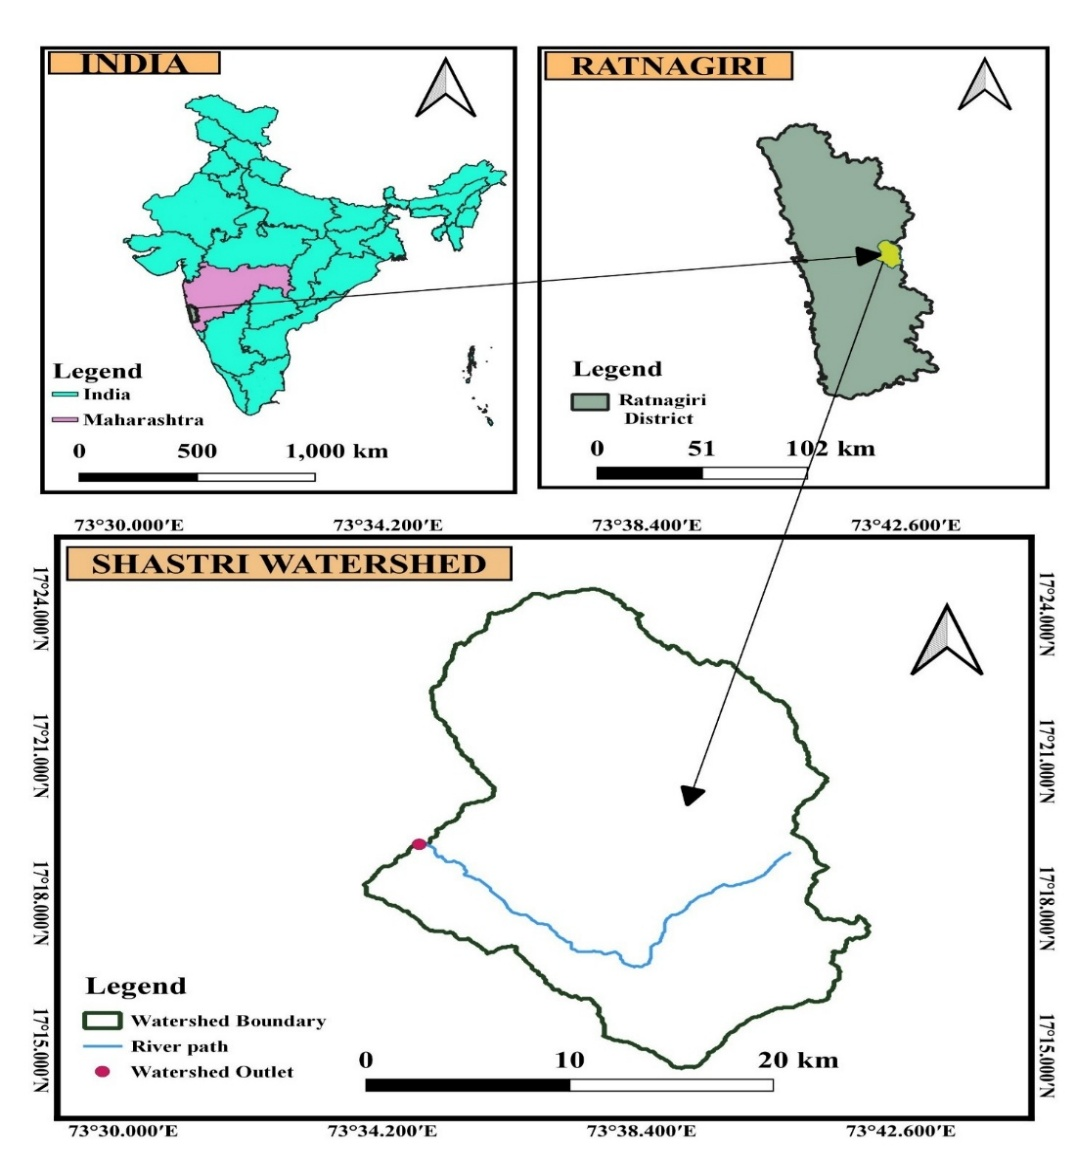 INDIA
Legend
India
Maharashtra
0 500 1,000 km
RATNAGIRI
Legend
Ratnagiri
District
0 51 102 km
73°30.000′E 73°34.200′E 73°38.400′E 73°42.600′E
SHASTRI WATERSHED
17°24.000′N
17°21.000′N
17°18.000′N
17°15.000′N
17°24.000′N
17°21.000′N
17°18.000′N
17°15.000′N
Legend
Watershed Boundary
River path
Watershed Outlet
0 10 20 km
73°30.000′E 73°34.200′E 73°38.400′E 73°42.600′E